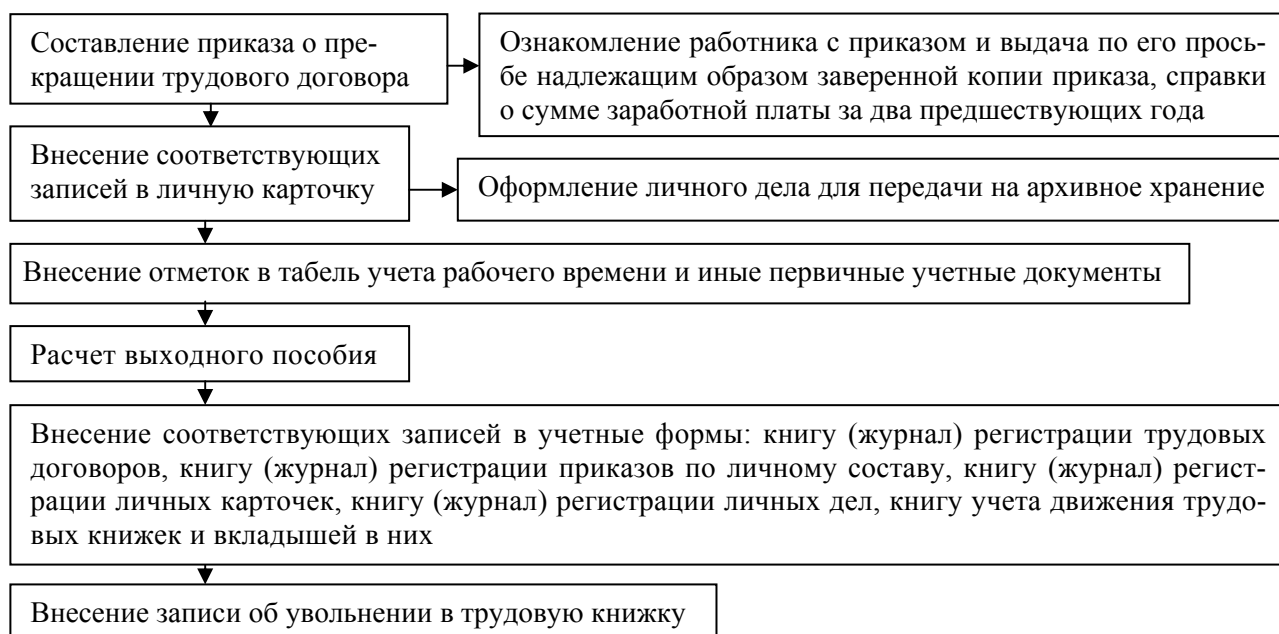 Составление приказа о пре-
кращении трудового договора
Ознакомление работника с приказом и выдача по его прось-
бе надлежащим образом заверенной копии приказа, справки
о сумме заработной платы за два предшествующих года
Внесение соответствующих
записей в личную карточку
Оформление личного дела для передачи на архивное хранение
Внесение отметок в табель учета рабочего времени и иные первичные учетные документы
Расчет выходного пособия
Внесение соответствующих записей в учетные формы: книгу (журнал) регистрации трудовых
договоров, книгу (журнал) регистрации приказов по личному составу, книгу (журнал) регист-
рации личных карточек, книгу (журнал) регистрации личных дел, книгу учета движения трудо-
вых книжек и вкладышей в них
Внесение записи об увольнении в трудовую книжку